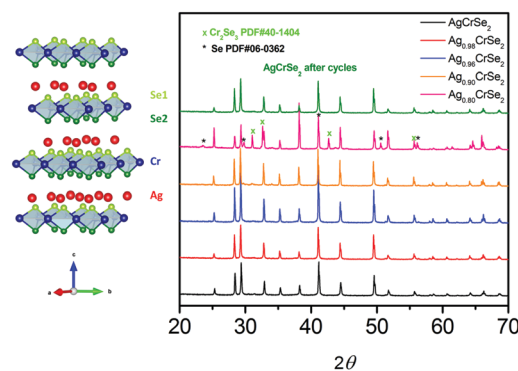 x Cr2Se3 PDF#40-1404
* Se PDF#06-0362
AgCrSe2 after cycles
AgCrSe2
Ag0.98CrSe2
Ag0.96CrSe2
Ag0.90CrSe2
Ag0.80CrSe2
Se1
Se2
Cr
Ag
c
a
b
* * x x * x * x *
20 30 40 50 60 70
2θ